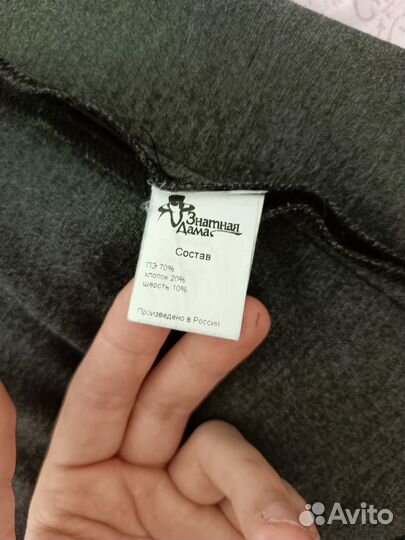 Знатная
Дама
Состав
ПЭ 70%
хлопок 20%
шерсть 10%
Произведено в России
Avito